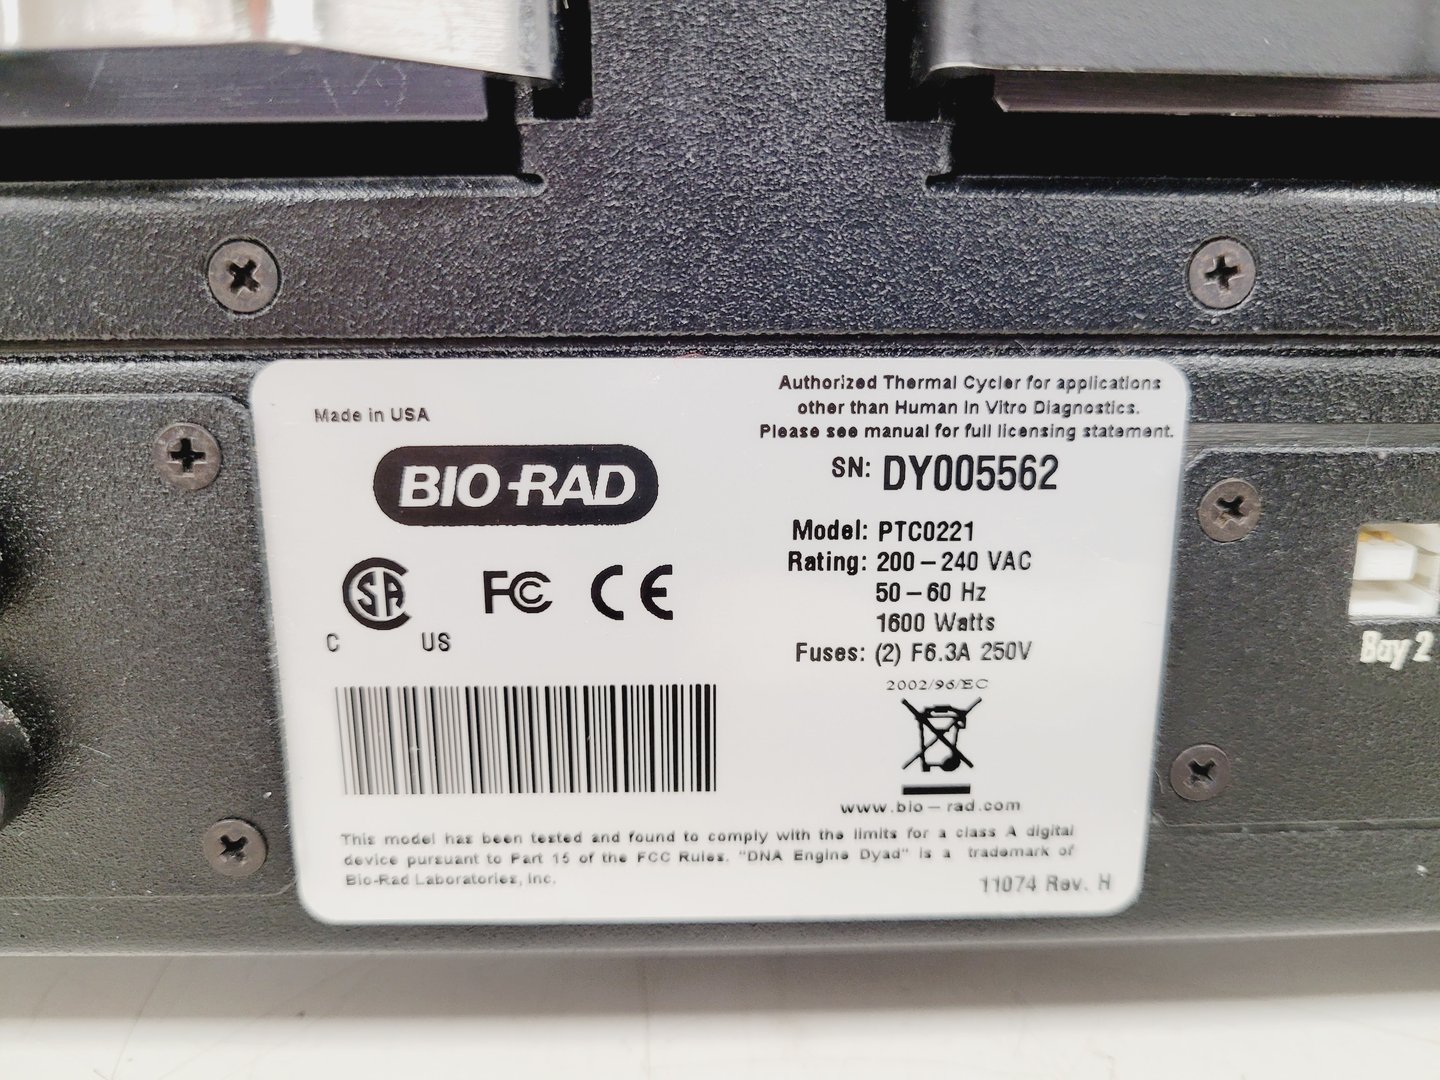 Made in USA
BIO-RAD
C US
Authorized Thermal Cycler for applications
other than Human In Vitro Diagnostics.
Please see manual for full licensing statement.
SN: DY005562
Model: PTC0221
Rating: 200-240 VAC
50-60 Hz
1600 Watts
Fuses: (2) F6.3A 250V
2002/96/EC
www.bio-rad.com
This model has been tested and found to comply with the limits for a class A digital
device pursuant to Part 15 of the FCC Rules. "DNA Engine Dyad" is a trademark of
Bio-Rad Laboratories, Inc.
11074 Rev. H
Bay 2